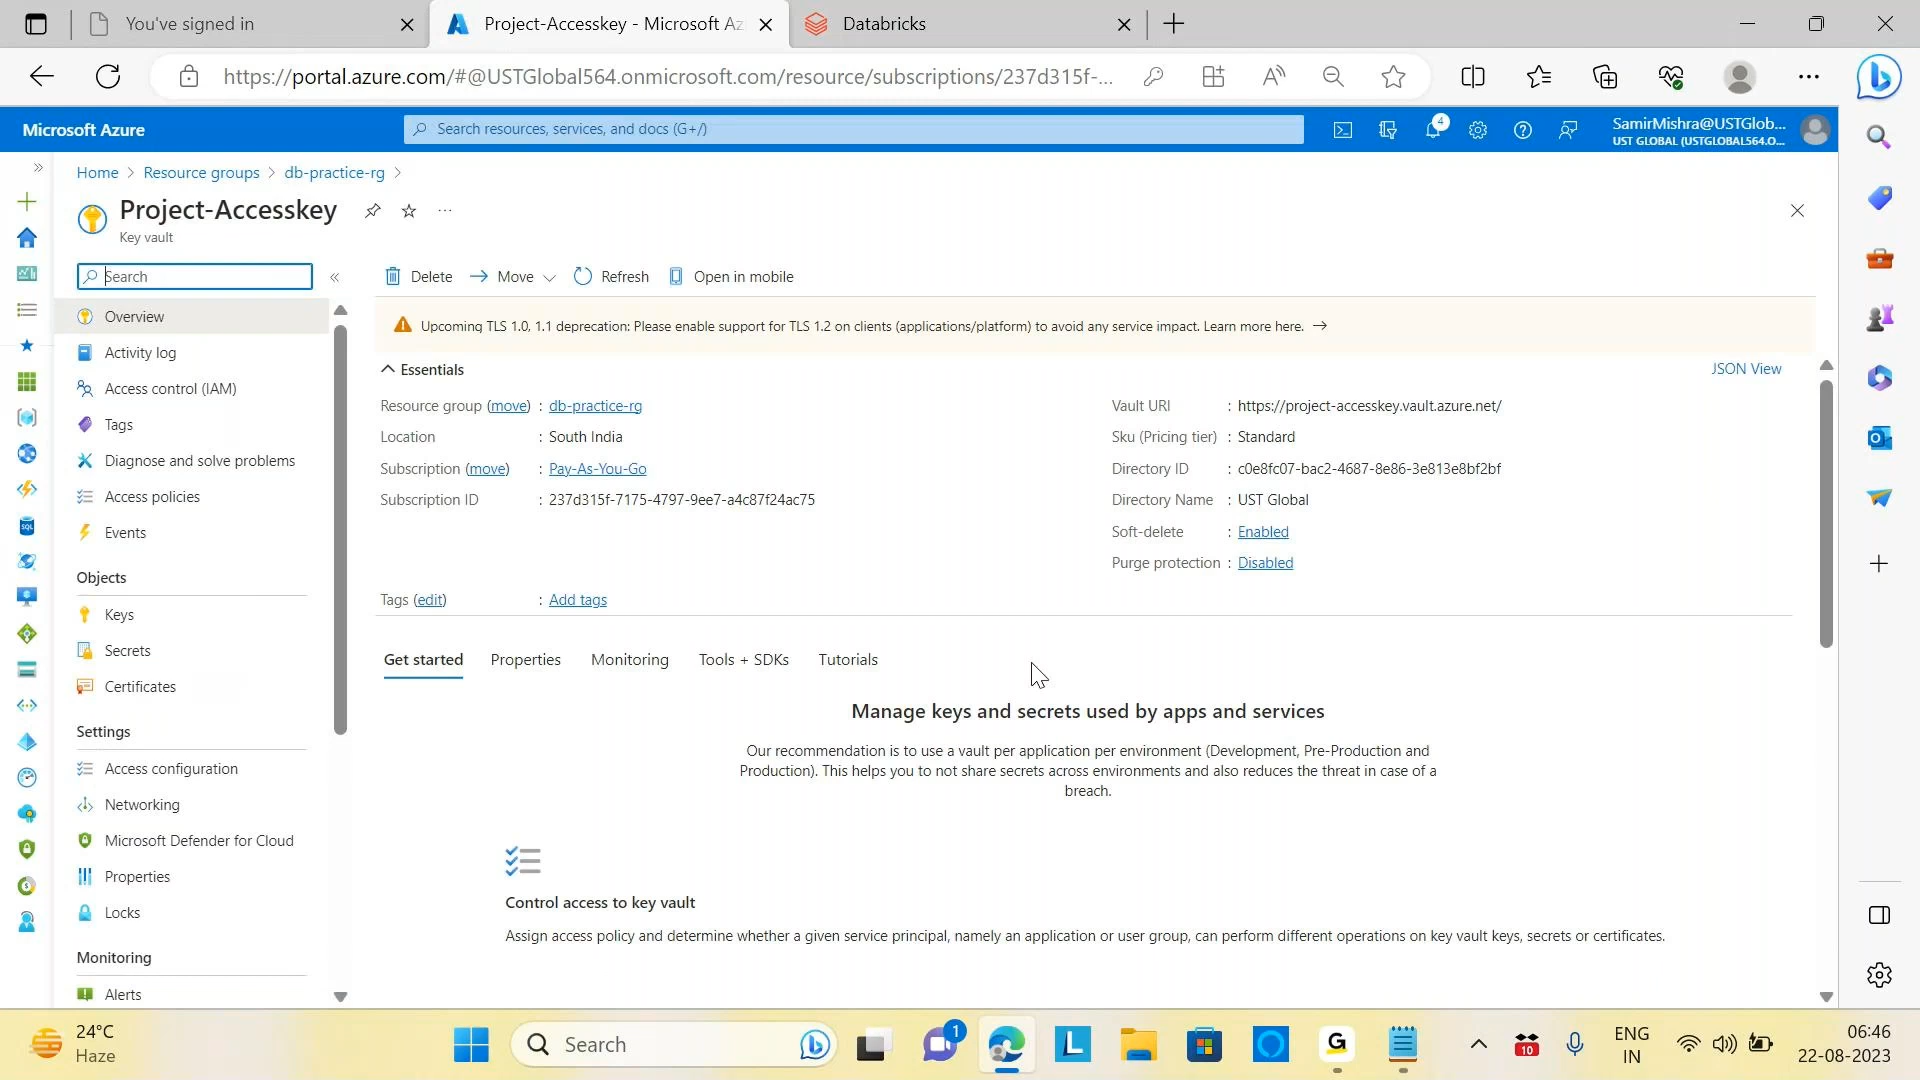 You've signed in
Project-Accesskey - Microsoft Az
Databricks
https://portal.azure.com/#@USTGlobal564.onmicrosoft.com/resource/subscriptions/237d315f-...
Microsoft Azure
Search resources, services, and docs (G+/)
4
SamirMishra@USTGlob...
UST GLOBAL (USTGLOBAL564.O...
Home > Resource groups > db-practice-rg >
Project-Accesskey
Key vault
Search
Delete
Move
Refresh
Open in mobile
Overview
Activity log
Access control (IAM)
Tags
Diagnose and solve problems
Access policies
Events
Objects
Keys
Secrets
Certificates
Settings
Access configuration
Networking
Microsoft Defender for Cloud
Properties
Locks
Monitoring
Alerts
Upcoming TLS 1.0, 1.1 deprecation: Please enable support for TLS 1.2 on clients (applications/platform) to avoid any service impact. Learn more here.
Essentials
JSON View
Resource group (move) : db-practice-rg
Location : South India
Subscription (move) : Pay-As-You-Go
Subscription ID : 237d315f-7175-4797-9ee7-a4c87f24ac75
Vault URI : https://project-accesskey.vault.azure.net/
Sku (Pricing tier) : Standard
Directory ID : c0e8fc07-bac2-4687-8e86-3e813e8bf2bf
Directory Name : UST Global
Soft-delete : Enabled
Purge protection : Disabled
Tags (edit) : Add tags
Get started
Properties
Monitoring
Tools + SDKs
Tutorials
Manage keys and secrets used by apps and services
Our recommendation is to use a vault per application per environment (Development, Pre-Production and
Production). This helps you to not share secrets across environments and also reduces the threat in case of a
breach.
Control access to key vault
Assign access policy and determine whether a given service principal, namely an application or user group, can perform different operations on key vault keys, secrets or certificates.
24°C
Haze
Search
1
L
G
10
ENG
IN
06:46
22-08-2023